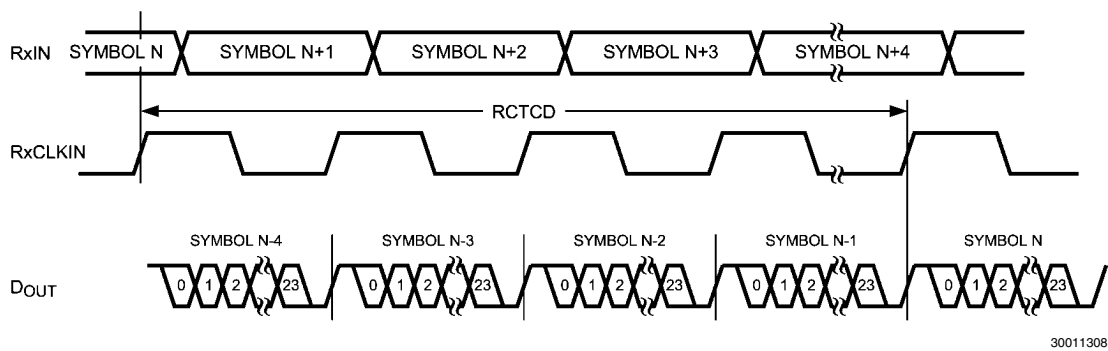 RxIN SYMBOL N SYMBOL N+1 SYMBOL N+2 SYMBOL N+3 SYMBOL N+4
RCTCD
RxCLKIN
SYMBOL N-4 SYMBOL N-3 SYMBOL N-2 SYMBOL N-1 SYMBOL N
DOUT 0 1 2 23 0 1 2 23 0 1 2 23 0 1 2 23 0 1 2 23
30011308